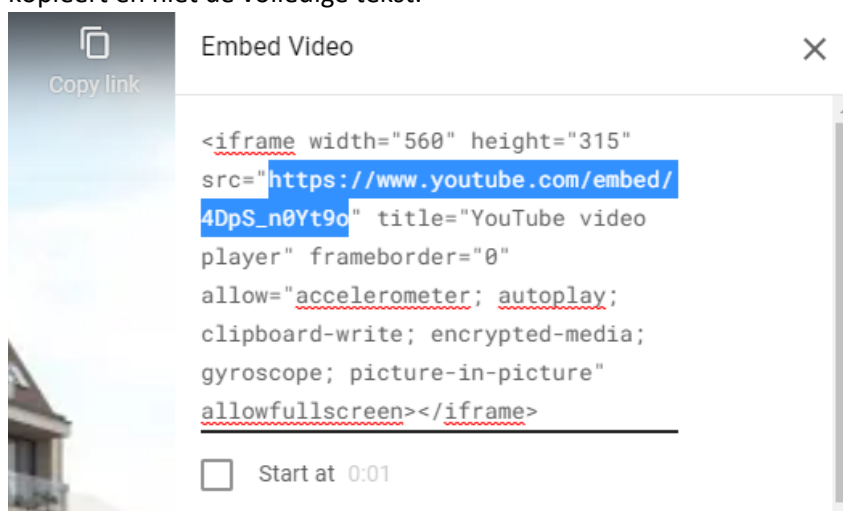 kopieert en niet de volledige tekst.
Copy link
Embed Video
<iframe width="560" height="315"
src="https://www.youtube.com/embed/
4DpS_n0Yt9o" title="YouTube video
player" frameborder="0"
allow="accelerometer; autoplay;
clipboard-write; encrypted-media;
gyroscope; picture-in-picture"
allowfullscreen></iframe>
Start at 0:01